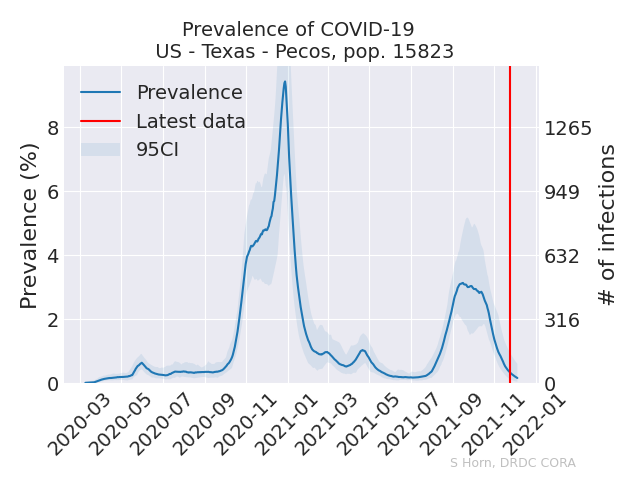 Prevalence of COVID-19
US - Texas - Pecos, pop. 15823
Prevalence
Latest data
95CI
Prevalence (%)
8
6
4
2
0
1265
949
632
316
0
# of infections
2020-03
2020-05
2020-07
2020-09
2020-11
2021-01
2021-03
2021-05
2021-07
2021-09
2021-11
2022-01
S Horn, DRDC CORA